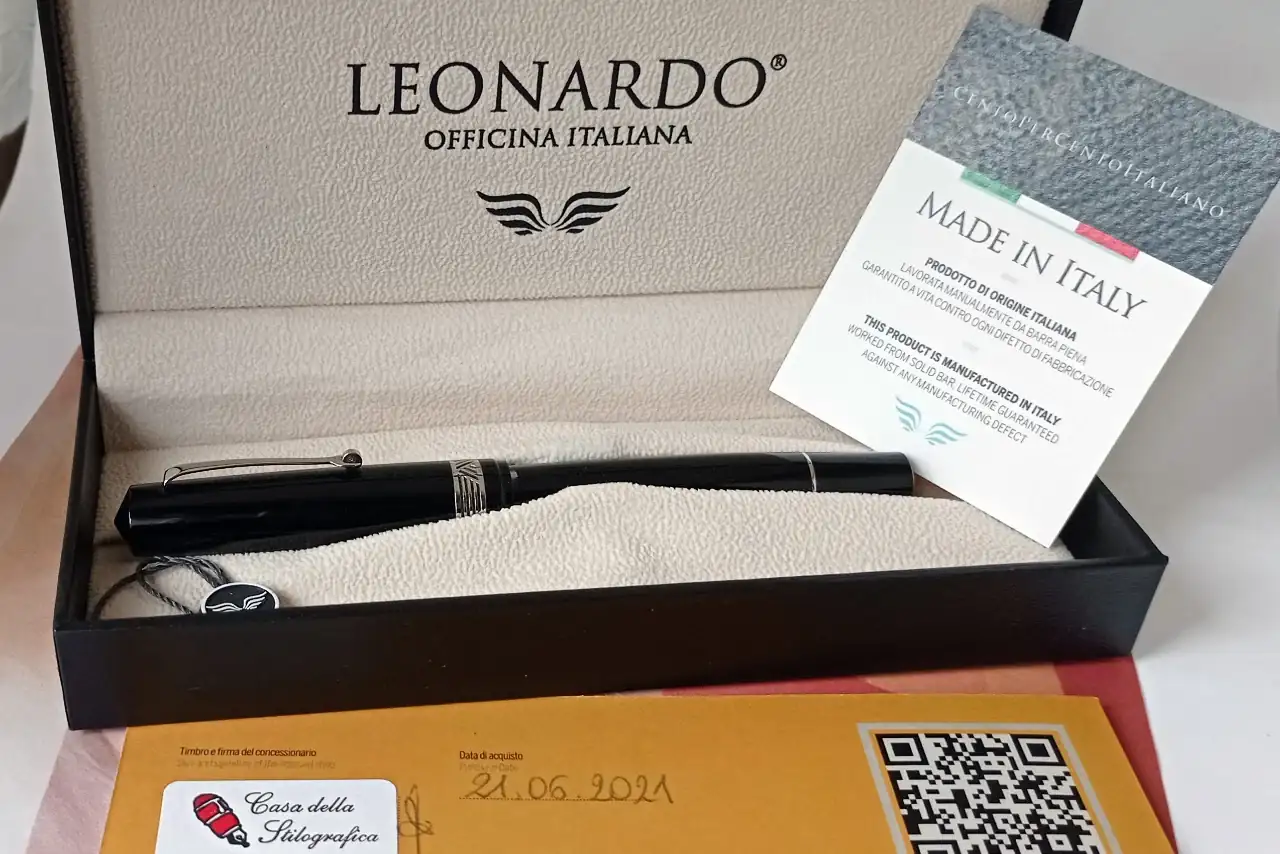 LEONARDO®
OFFICINA ITALIANA
CENTOPERCENTOITALIANO
MADE IN ITALY
PRODOTTO DI ORIGINE ITALIANA
LAVORATA MANUALMENTE DA BARRA PIENA
GARANTITO A VITA CONTRO OGNI DIFETTO DI FABBRICAZIONE
THIS PRODUCT IS MANUFACTURED IN ITALY
WORKED FROM SOLID BAR, LIFETIME GUARANTEED
AGAINST ANY MANUFACTURING DEFECT
Timbro e firma del concessionario
Data di acquisto
21.06.2021
Casa della
Stilografica